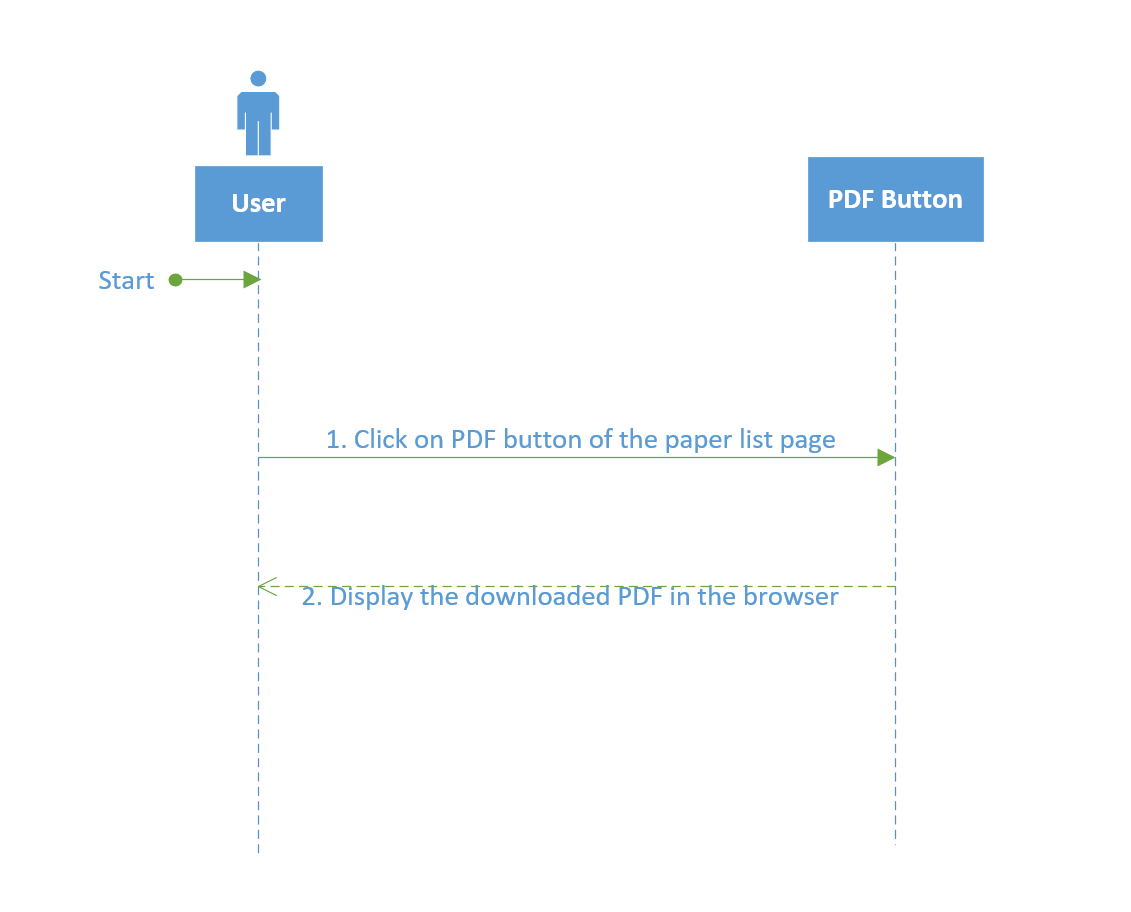 User
PDF Button
Start
1. Click on PDF button of the paper list page
2. Display the downloaded PDF in the browser